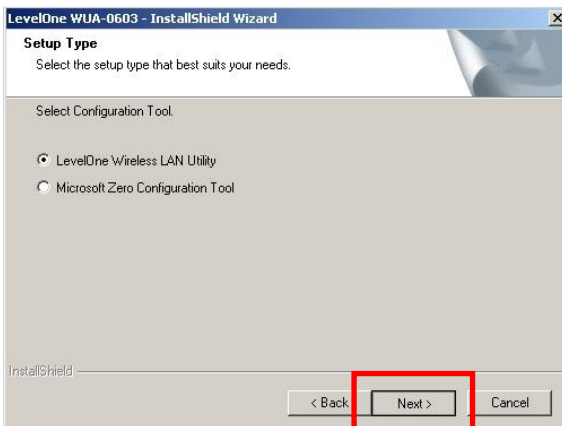 LevelOne WUA-0603 - InstallShield Wizard
Setup Type
Select the setup type that best suits your needs.
Select Configuration Tool.
LevelOne Wireless LAN Utility
Microsoft Zero Configuration Tool
InstallShield
< Back
Next >
Cancel